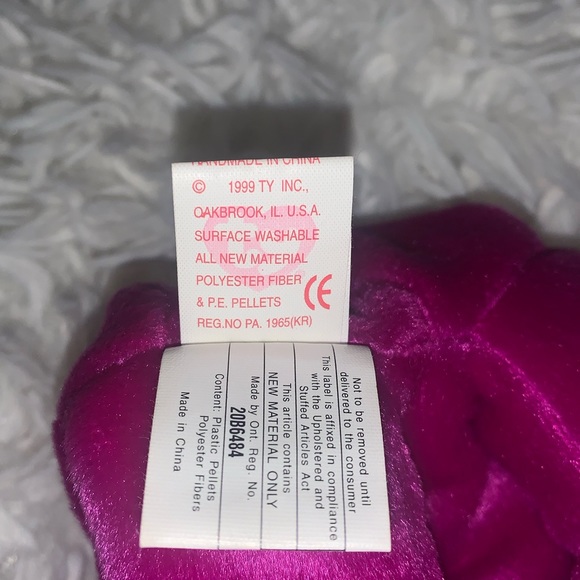 HANDMADE IN CHINA
© 1999 TY INC.,
OAKBROOK, IL. U.S.A.
SURFACE WASHABLE
ALL NEW MATERIAL
POLYESTER FIBER
& P.E. PELLETS CE
REG.NO PA. 1965(KR)
Not to be removed until
delivered to the consumer
This label is affixed in compliance
with the Upholstered and
Stuffed Articles Act
This article contains
NEW MATERIAL ONLY
Made by Ont. Reg. No.
20B6484
Content: Plastic Pellets
Polyester Fibers
Made in China